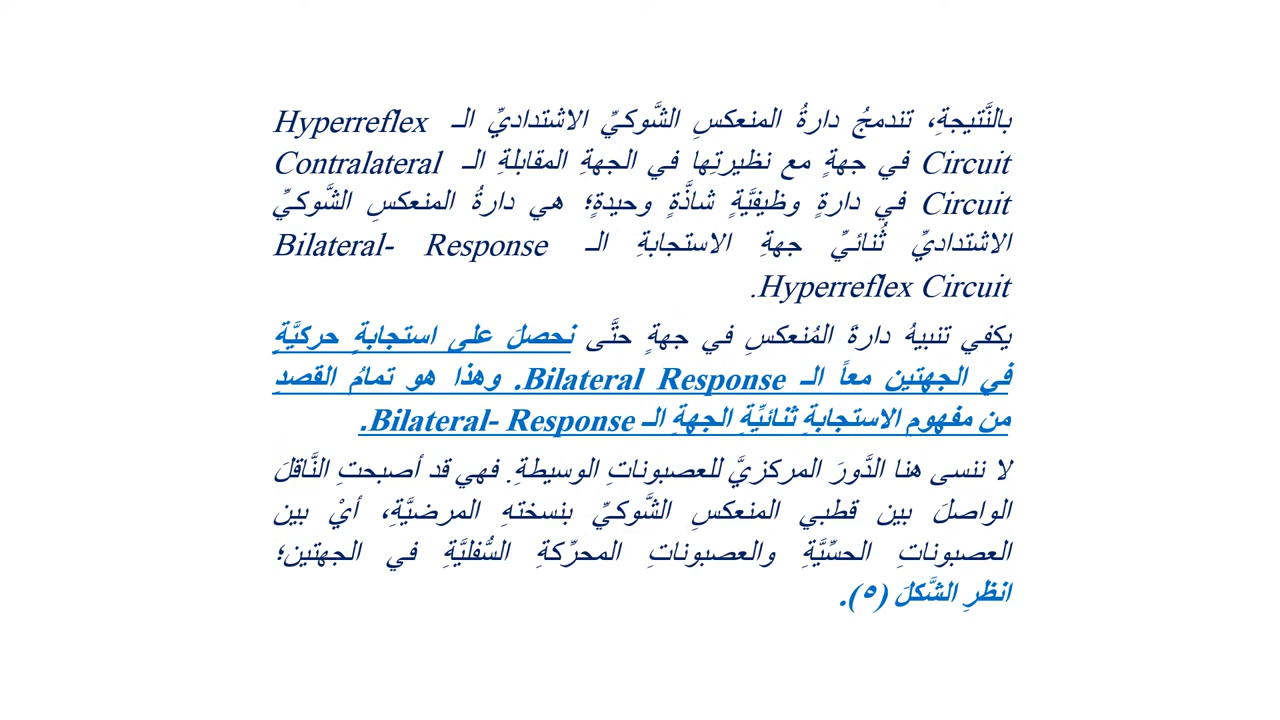 بالنَّتيجةِ، تندمجُ دارةُ المنعكسِ الشَّوكيِّ الاشتداديِّ الـ Hyperreflex
Circuit في جهةٍ مع نظيرتِها في الجهةِ المقابلةِ الـ Contralateral
Circuit في دارةٍ وظيفيَّةٍ شاذَّةٍ وحيدةٍ؛ هي دارةُ المنعكسِ الشَّوكيِّ
الاشتداديِّ ثُنائيِّ جهةِ الاستجابةِ الـ Bilateral- Response
Hyperreflex Circuit.
يكفي تنبيهُ دارةَ المُنعكسِ في جهةٍ حتَّى نحصلَ على استجابةٍ حركيَّةٍ
في الجهتين معاً الـ Bilateral Response. وهذا هو تمامُ القصدِ
من مفهومِ الاستجابةِ ثنائيِّةِ الجهةِ الـ Bilateral- Response.
لا ننسى هنا الدَّورَ المركزيَّ للعصبوناتِ الوسيطةِ. فهي قد أصبحتِ النَّاقلَ
الواصلَ بين قطبي المنعكسِ الشَّوكيِّ بنسختهِ المرضيَّةِ، أيْ بين
العصبوناتِ الحسِّيَّةِ والعصبوناتِ المحرِّكةِ السُّفليَّةِ في الجهتين؛
انظرِ الشَّكلَ (٥).